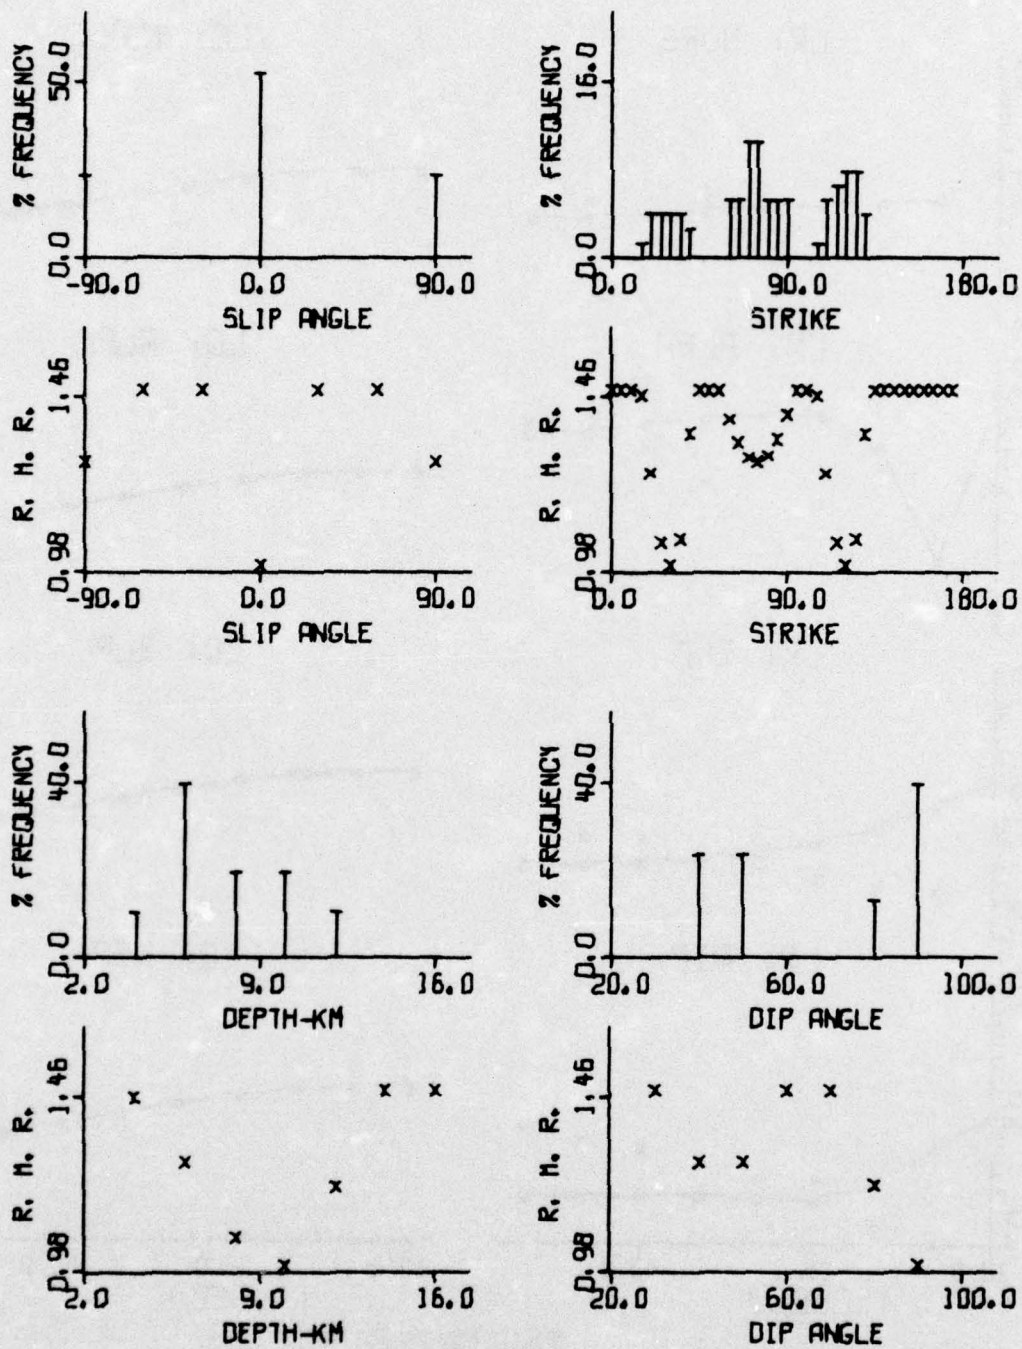 % FREQUENCY
50.0
0.0
-90.0 0.0 90.0
SLIP ANGLE
% FREQUENCY
16.0
0.0
0.0 90.0 180.0
STRIKE
R. M. R.
1.46
0.98
-90.0 0.0 90.0
SLIP ANGLE
R. M. R.
1.46
0.98
0.0 90.0 180.0
STRIKE
% FREQUENCY
40.0
0.0
2.0 9.0 16.0
DEPTH-KM
% FREQUENCY
40.0
0.0
20.0 60.0 100.0
DIP ANGLE
R. M. R.
1.46
0.98
2.0 9.0 16.0
DEPTH-KM
R. M. R.
1.46
0.98
20.0 60.0 100.0
DIP ANGLE